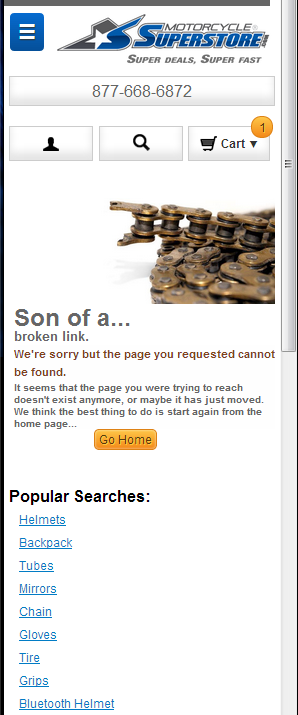 MOTORCYCLE®
SUPERSTORE.COM
SUPER DEALS, SUPER FAST
877-668-6872
1
Cart ▼
Son of a...
broken link.
We're sorry but the page you requested cannot
be found.
It seems that the page you were trying to reach
doesn't exist anymore, or maybe it has just moved.
We think the best thing to do is start again from the
home page...
Go Home
Popular Searches:
Helmets
Backpack
Tubes
Mirrors
Chain
Gloves
Tire
Grips
Bluetooth Helmet